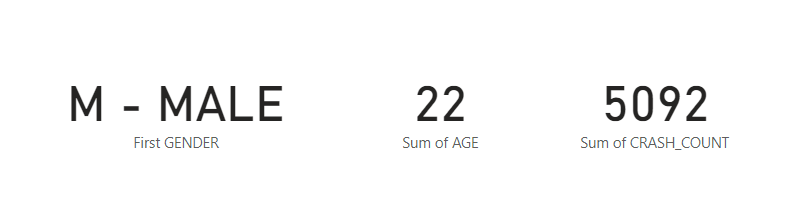 M - MALE 22 5092
First GENDER Sum of AGE Sum of CRASH_COUNT